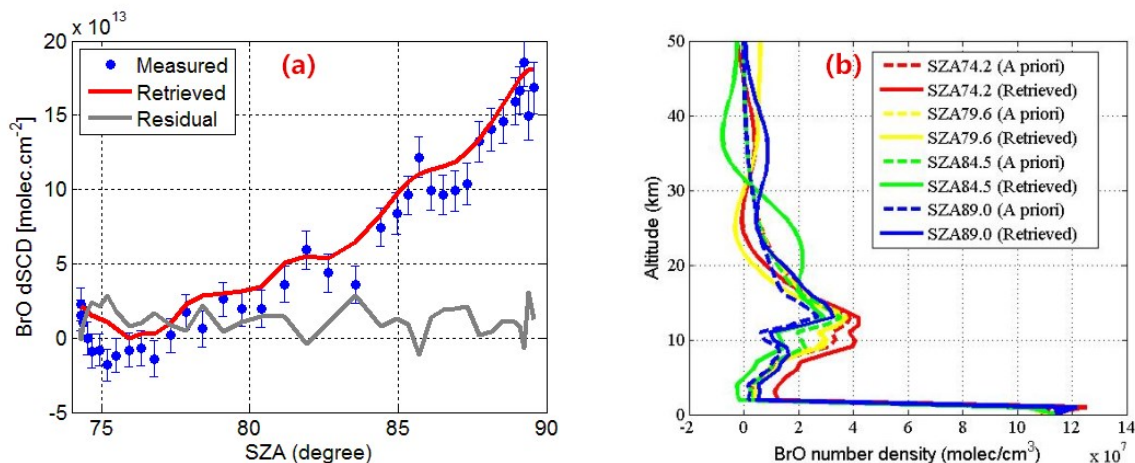 x 10^13
20
15
10
5
0
-5
BrO dSCD [molec.cm^-2]
(a)
Measured
Retrieved
Residual
75
80
85
90
SZA (degree)
50
40
30
20
10
0
Altitude (km)
(b)
SZA74.2 (A priori)
SZA74.2 (Retrieved)
SZA79.6 (A priori)
SZA79.6 (Retrieved)
SZA84.5 (A priori)
SZA84.5 (Retrieved)
SZA89.0 (A priori)
SZA89.0 (Retrieved)
-2 0 2 4 6 8 10 12 14
BrO number density (molec/cm^3)
x 10^7